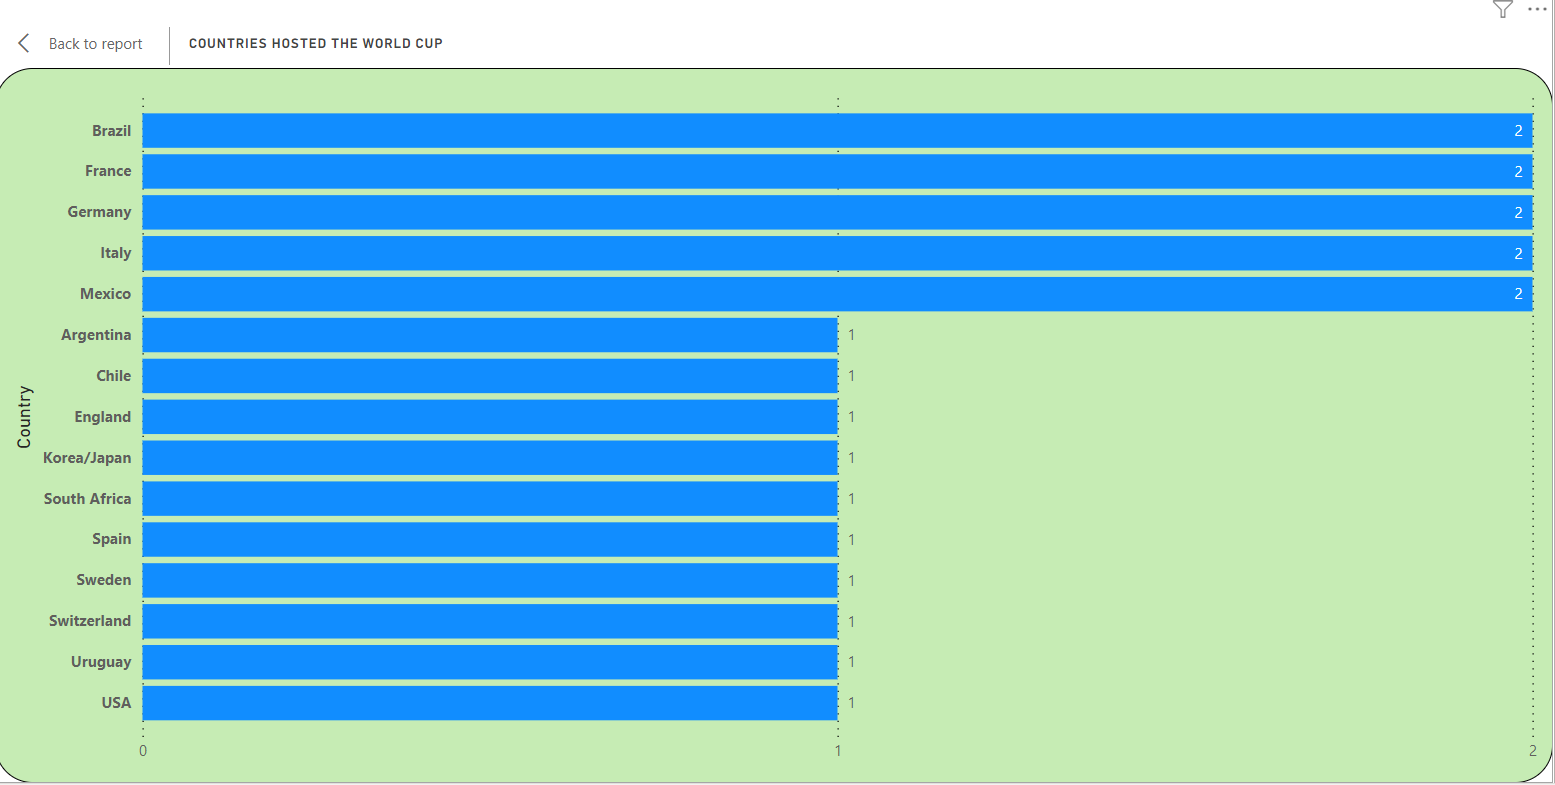 Back to report
COUNTRIES HOSTED THE WORLD CUP
Country
Brazil 2
France 2
Germany 2
Italy 2
Mexico 2
Argentina 1
Chile 1
England 1
Korea/Japan 1
South Africa 1
Spain 1
Sweden 1
Switzerland 1
Uruguay 1
USA 1
0 1 2